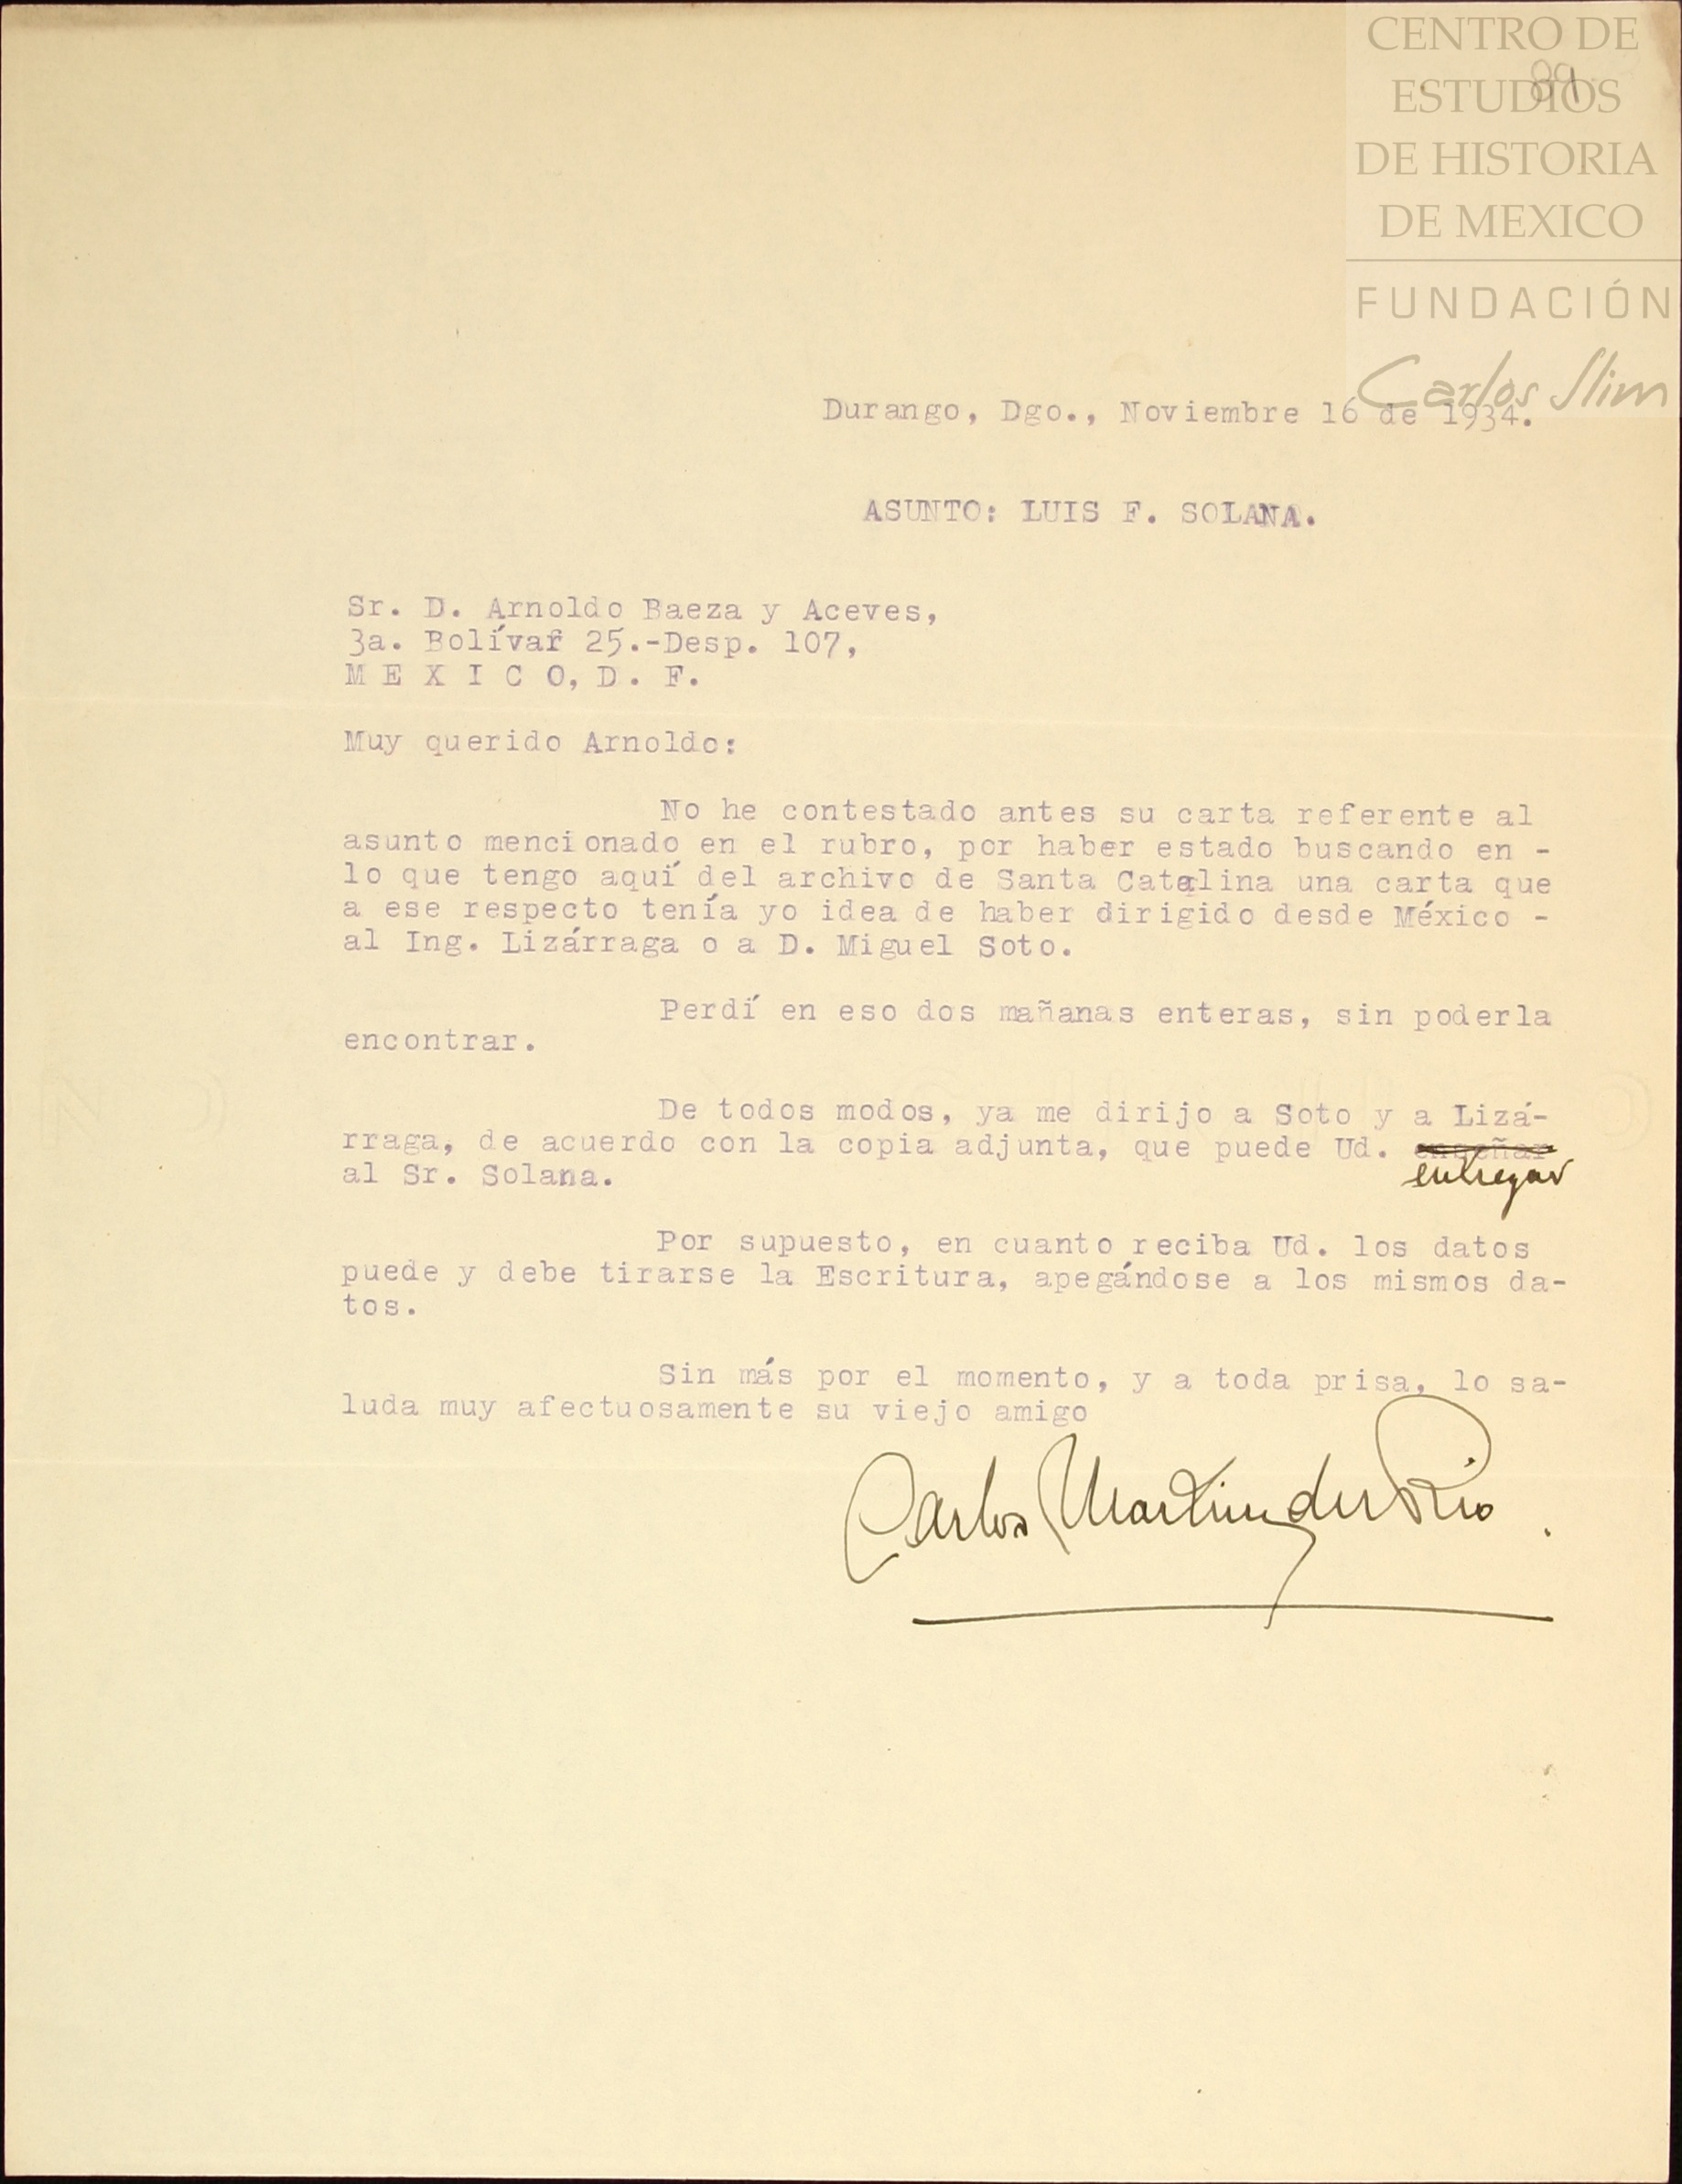 CENTRO DE
ESTUDIOS
DE HISTORIA
DE MEXICO
FUNDACIÓN
Carlos Slim
89
Durango, Dgo., Noviembre 16 de 1934.
ASUNTO: LUIS F. SOLANA.
Sr. D. Arnoldo Baeza y Aceves,
3a. Bolívar 25.-Desp. 107,
M E X I C O, D. F.
Muy querido Arnoldo:
No he contestado antes su carta referente al
asunto mencionado en el rubro, por haber estado buscando en -
lo que tengo aquí del archivo de Santa Catalina una carta que
a ese respecto tenía yo idea de haber dirigido desde México -
al Ing. Lizárraga o a D. Miguel Soto.
Perdí en eso dos mañanas enteras, sin poderla
encontrar.
De todos modos, ya me dirijo a Soto y a Lizá-
rraga, de acuerdo con la copia adjunta, que puede Ud. enseñar
entregar
al Sr. Solana.
Por supuesto, en cuanto reciba Ud. los datos
puede y debe tirarse la Escritura, apegándose a los mismos da-
tos.
Sin más por el momento, y a toda prisa, lo sa-
luda muy afectuosamente su viejo amigo
Carlos Martínez del Río.